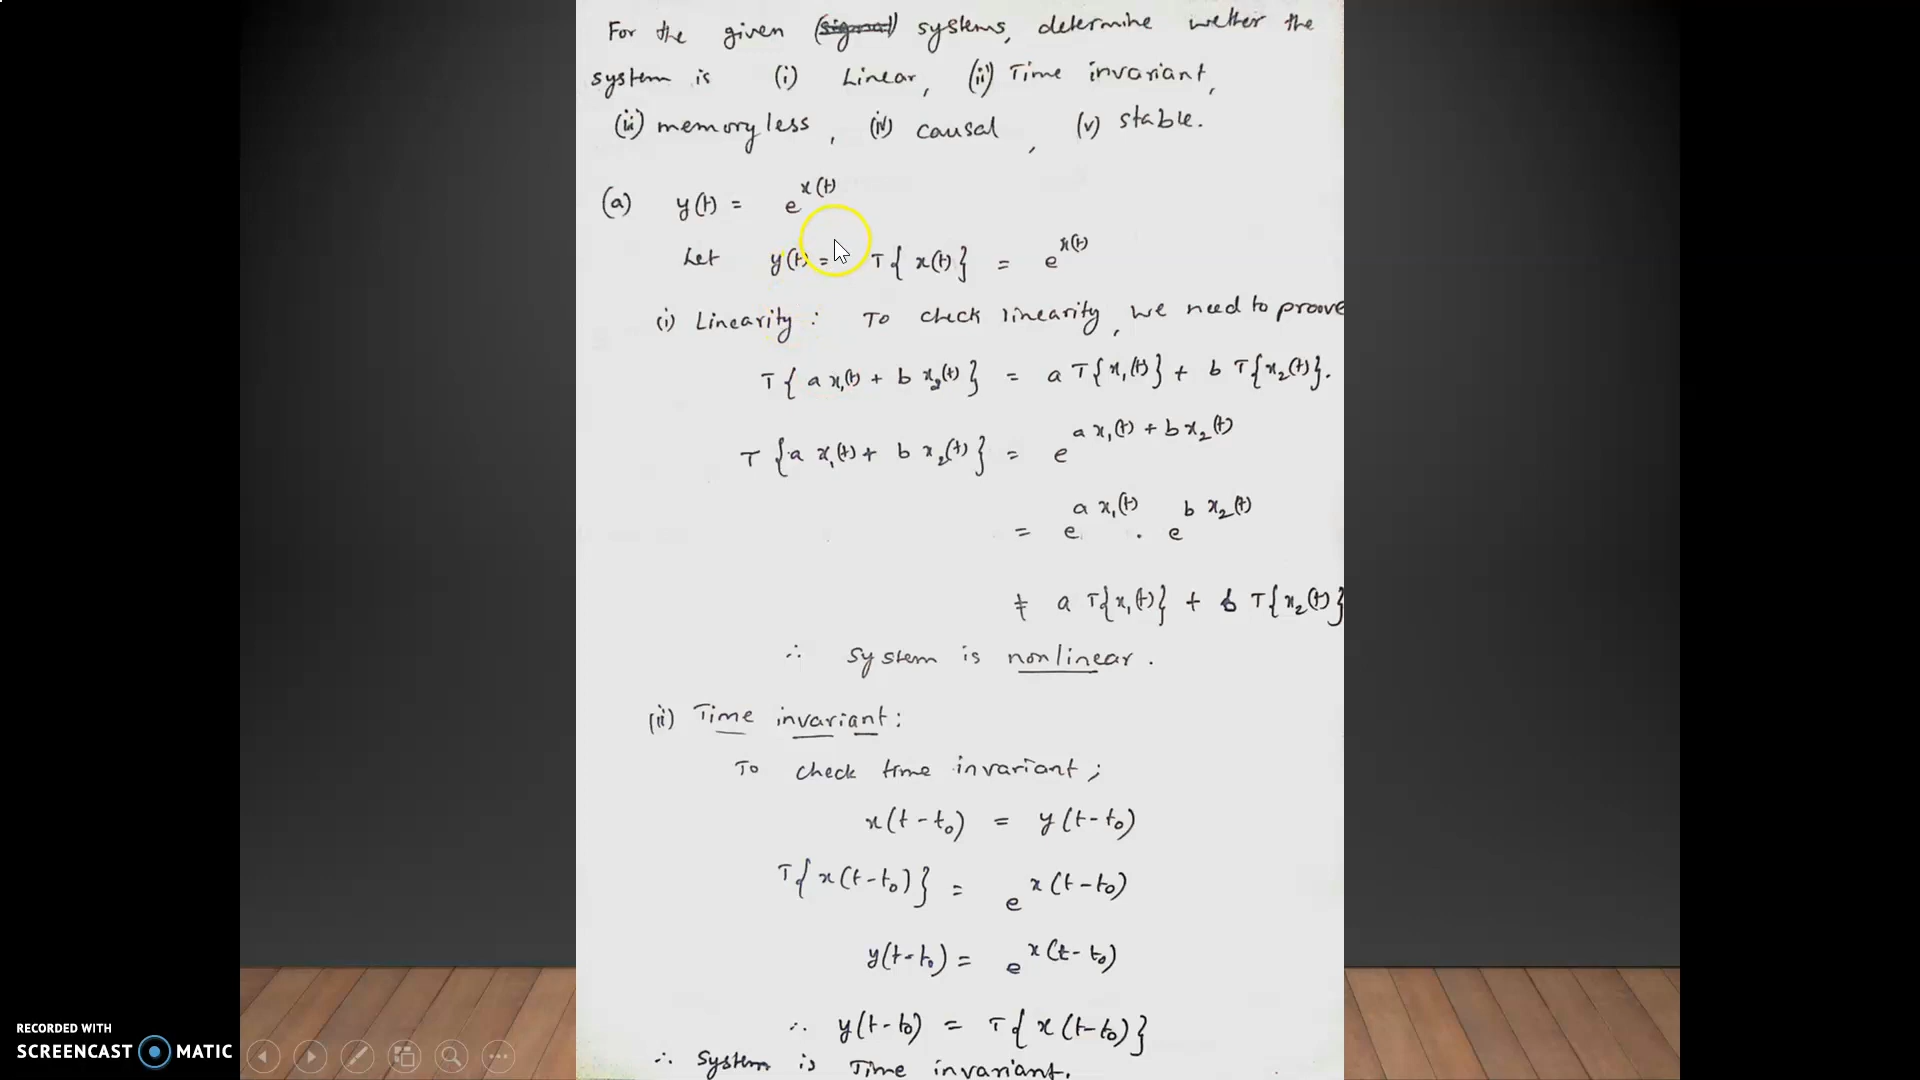 For the given (signal) systems, determine wether the
system is (i) Linear, (ii) Time invariant,
(iii) memoryless, (iv) causal, (v) stable.
(a) y(t) = e^{x(t)}
Let y(t) = T{x(t)} = e^{x(t)}
(i) Linearity: To check linearity, we need to proove
T{a x₁(t) + b x₂(t)} = a T{x₁(t)} + b T{x₂(t)}.
T{a x₁(t) + b x₂(t)} = e^{a x₁(t) + b x₂(t)}
= e^{a x₁(t)} . e^{b x₂(t)}
≠ a T{x₁(t)} + b T{x₂(t)}
∴ System is nonlinear.
(ii) Time invariant:
To check time invariant;
x(t-t₀) = y(t-t₀)
T{x(t-t₀)} = e^{x(t-t₀)}
y(t-t₀) = e^{x(t-t₀)}
∴ y(t-t₀) = T{x(t-t₀)}
∴ System is Time invariant.
RECORDED WITH
SCREENCAST MATIC